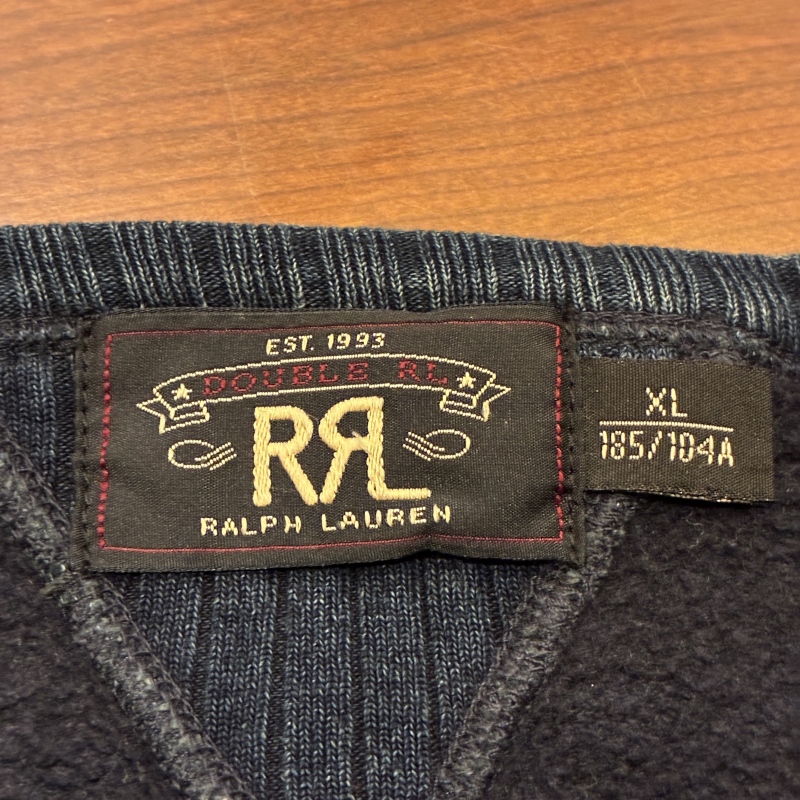 EST. 1993
DOUBLE RL
RRL
RALPH LAUREN
XL
185/104A